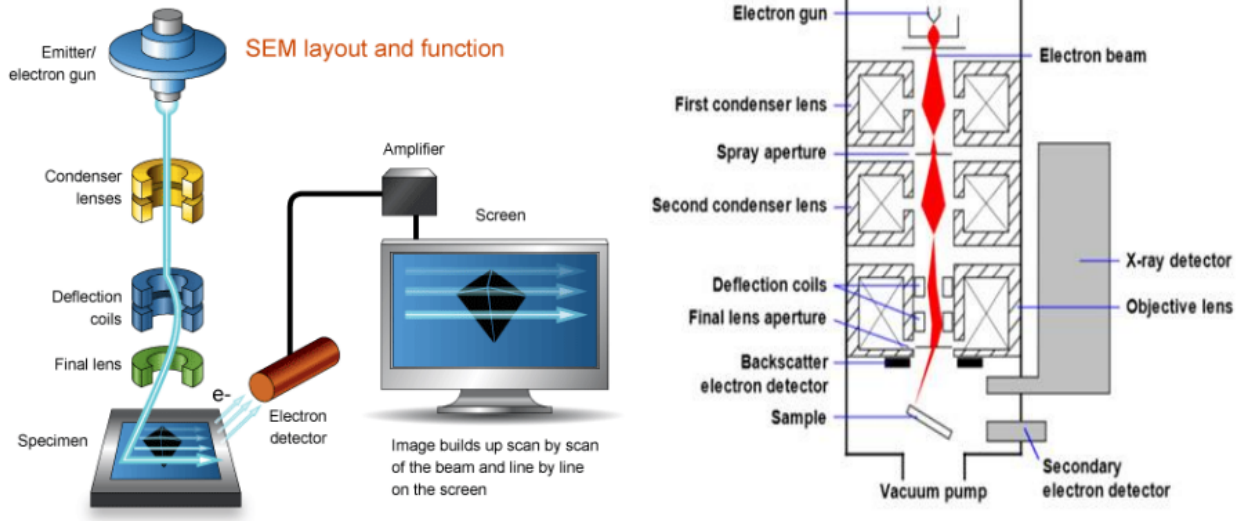 SEM layout and function
Emitter/
electron gun
Condenser
lenses
Deflection
coils
Final lens
Specimen
e-
Electron
detector
Amplifier
Screen
Image builds up scan by scan
of the beam and line by line
on the screen
Electron gun
Electron beam
First condenser lens
Spray aperture
Second condenser lens
X-ray detector
Deflection coils
Objective lens
Final lens aperture
Backscatter
electron detector
Sample
Secondary
electron detector
Vacuum pump